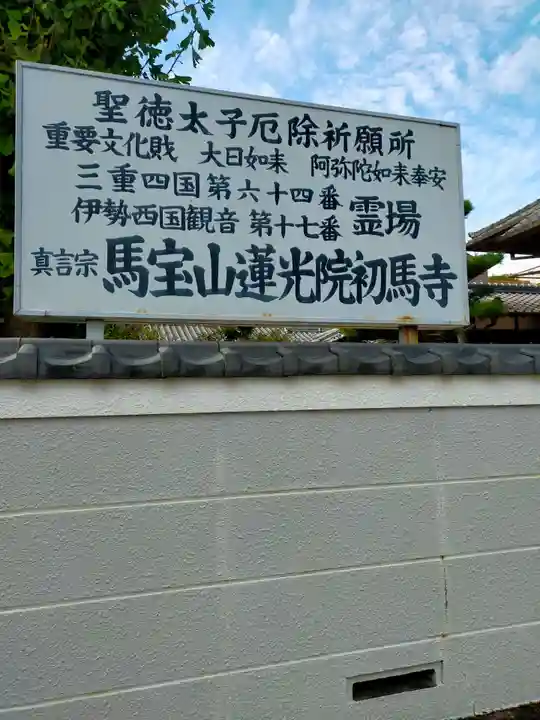 聖徳太子厄除祈願所
重要文化財 大日如来 阿弥陀如来奉安
三重四国第六十四番
伊勢西国観音 第十七番 霊場
真言宗 馬宝山蓮光院初馬寺